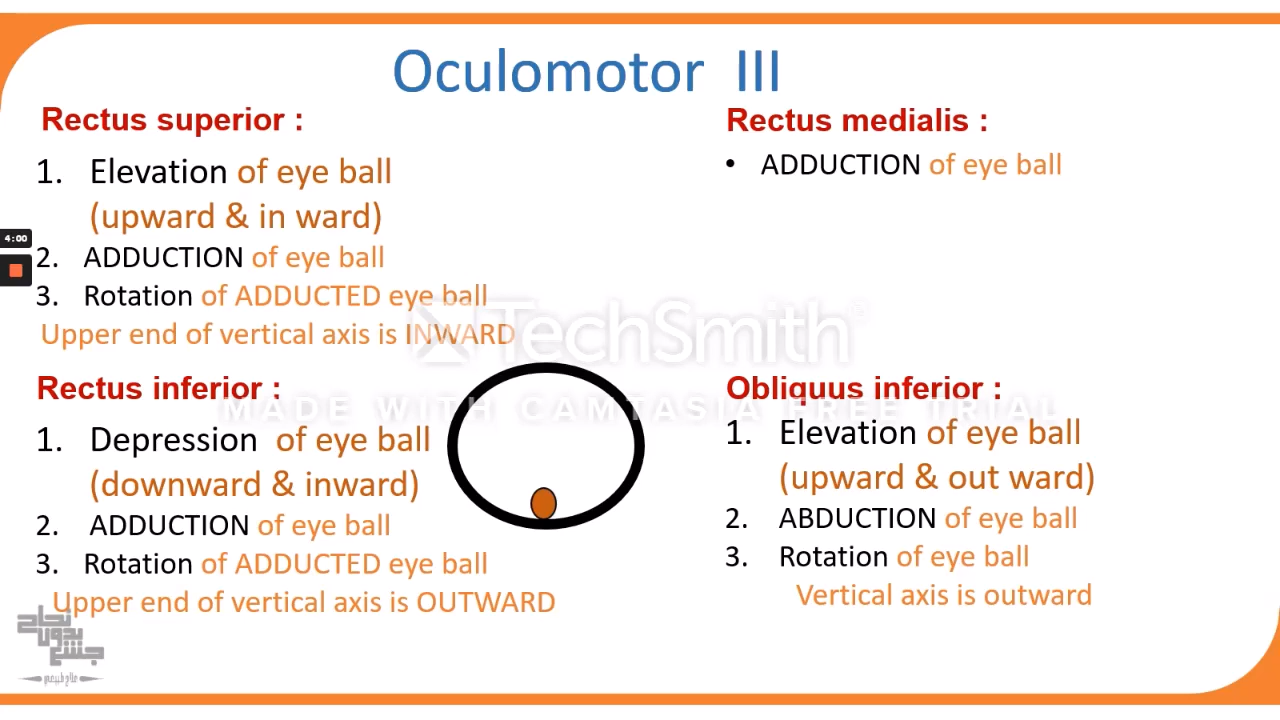 Oculomotor III
Rectus superior :
1. Elevation of eye ball
(upward & in ward)
2. ADDUCTION of eye ball
3. Rotation of ADDUCTED eye ball
Upper end of vertical axis is INWARD
Rectus medialis :
• ADDUCTION of eye ball
4:00
TechSmith®
MADE WITH CAMTASIA FREE TRIAL
Rectus inferior :
1. Depression of eye ball
(downward & inward)
2. ADDUCTION of eye ball
3. Rotation of ADDUCTED eye ball
Upper end of vertical axis is OUTWARD
Obliquus inferior :
1. Elevation of eye ball
(upward & out ward)
2. ABDUCTION of eye ball
3. Rotation of eye ball
Vertical axis is outward
نجاح
بدون
جشع
علاج طبيعي